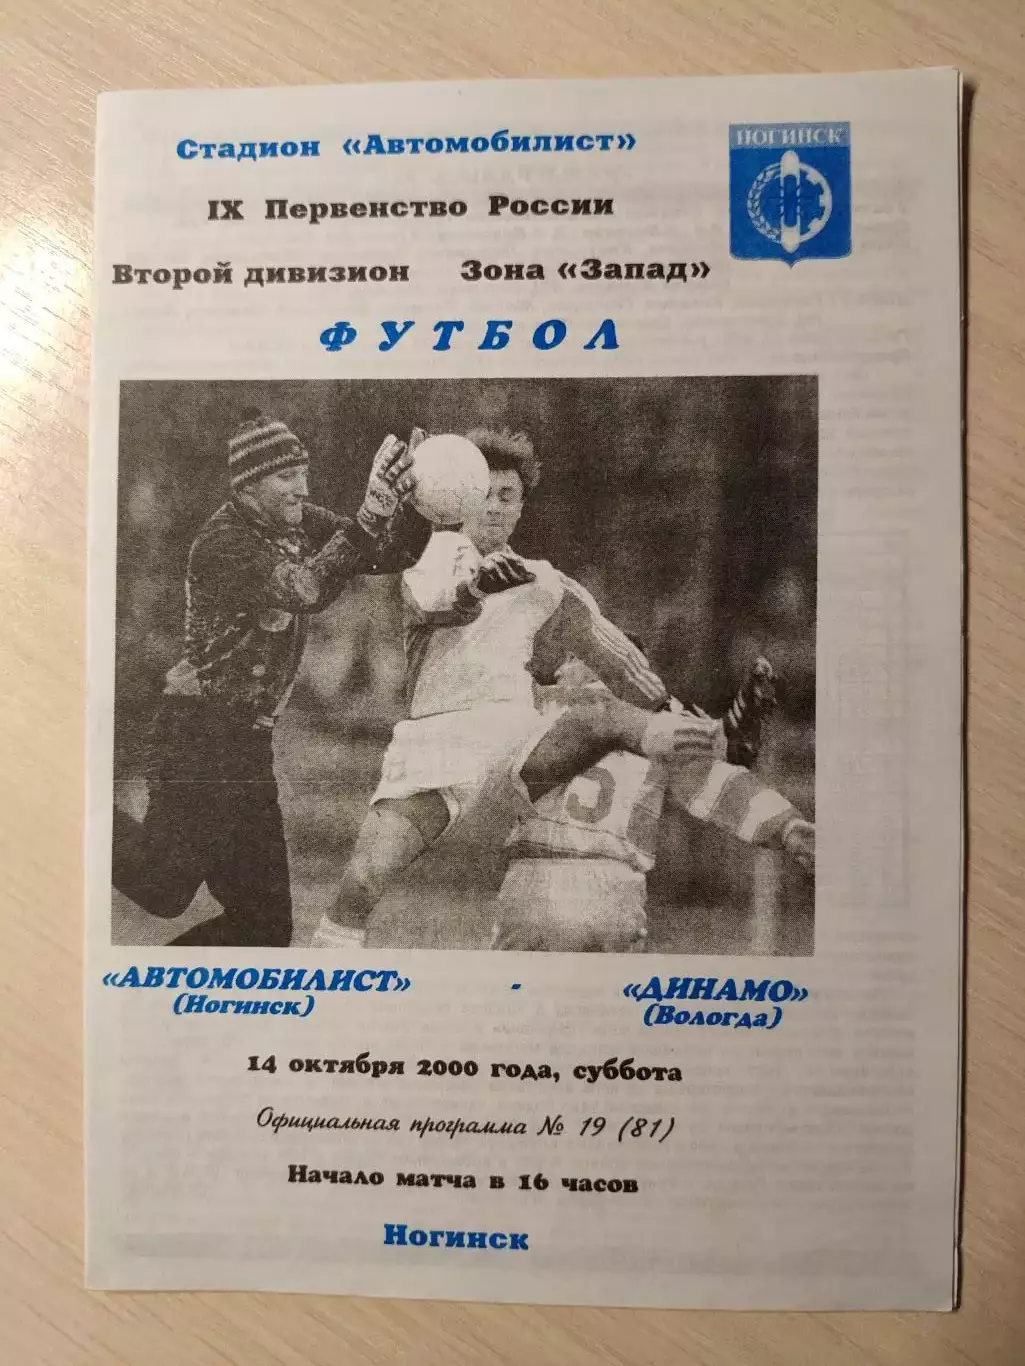 Стадион «Автомобилист»
НОГИНСК
IX Первенство России
Второй дивизион Зона «Запад»
ФУТБОЛ
5
«АВТОМОБИЛИСТ» - «ДИНАМО»
(Ногинск) (Вологда)
14 октября 2000 года, суббота
Официальная программа № 19 (81)
Начало матча в 16 часов
Ногинск